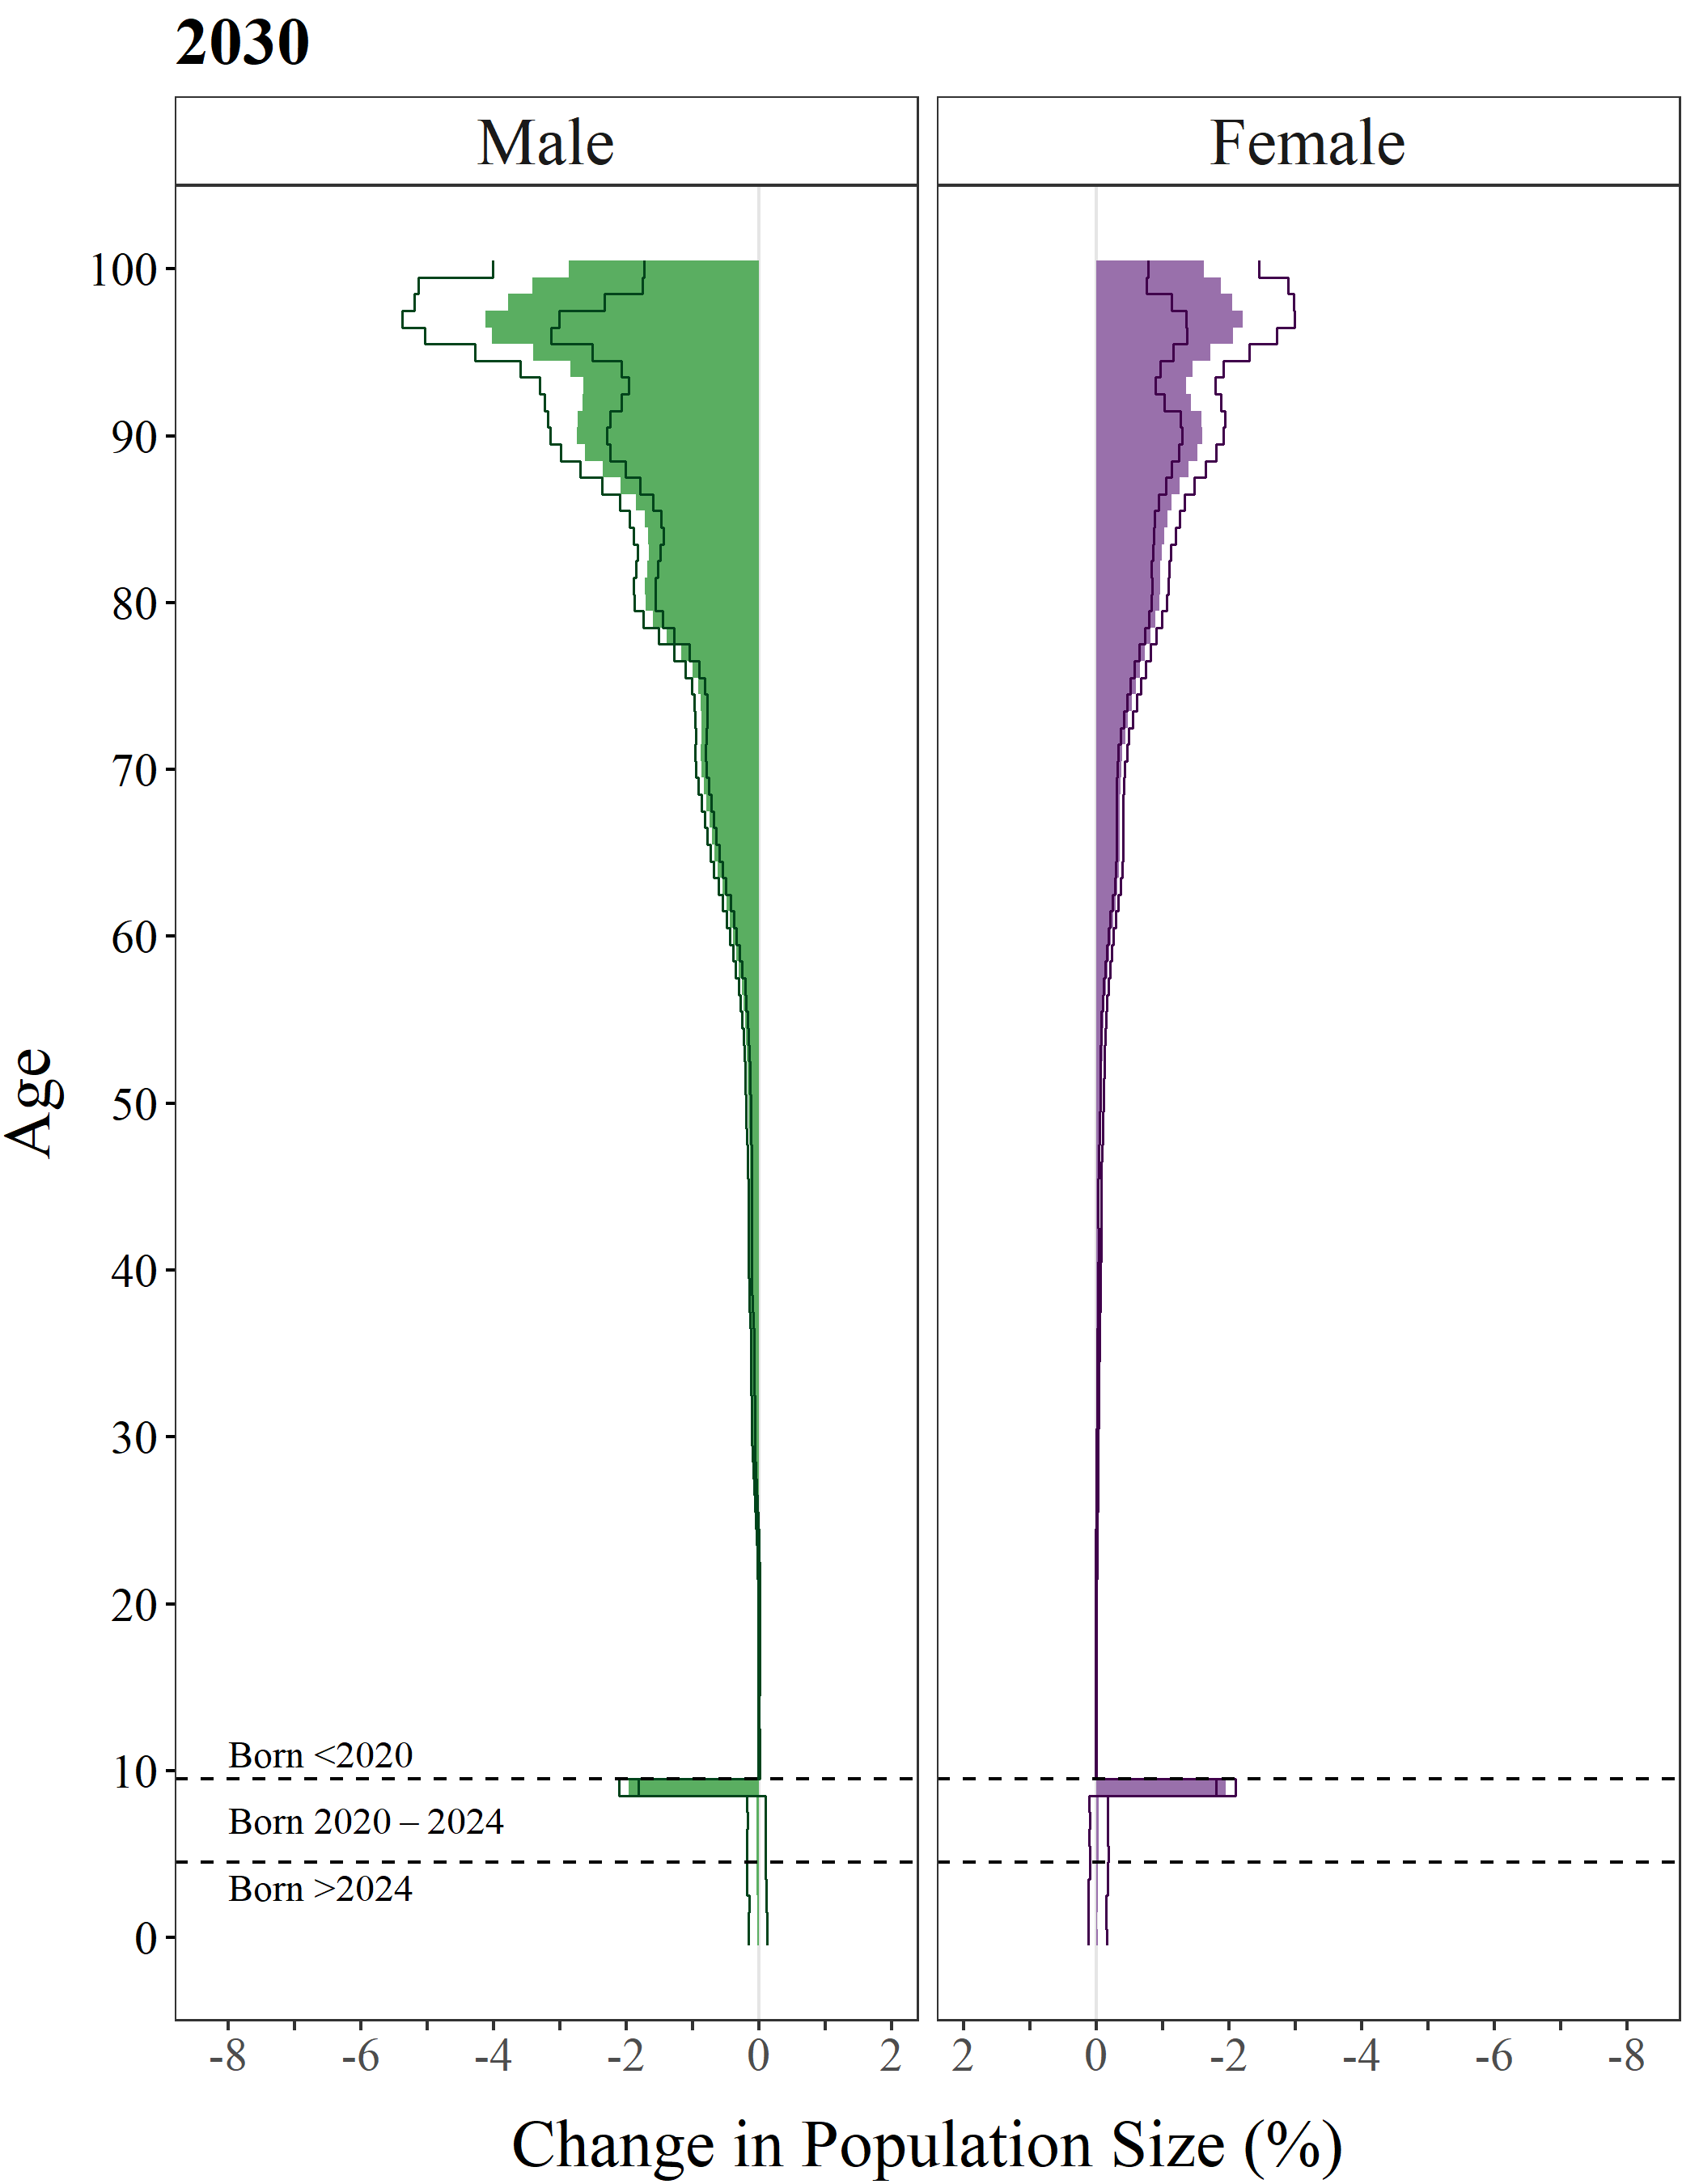 2030
Male
Female
Age
100
90
80
70
60
50
40
30
20
10
0
Born <2020
Born 2020 – 2024
Born >2024
-8 -6 -4 -2 0 2
2 0 -2 -4 -6 -8
Change in Population Size (%)